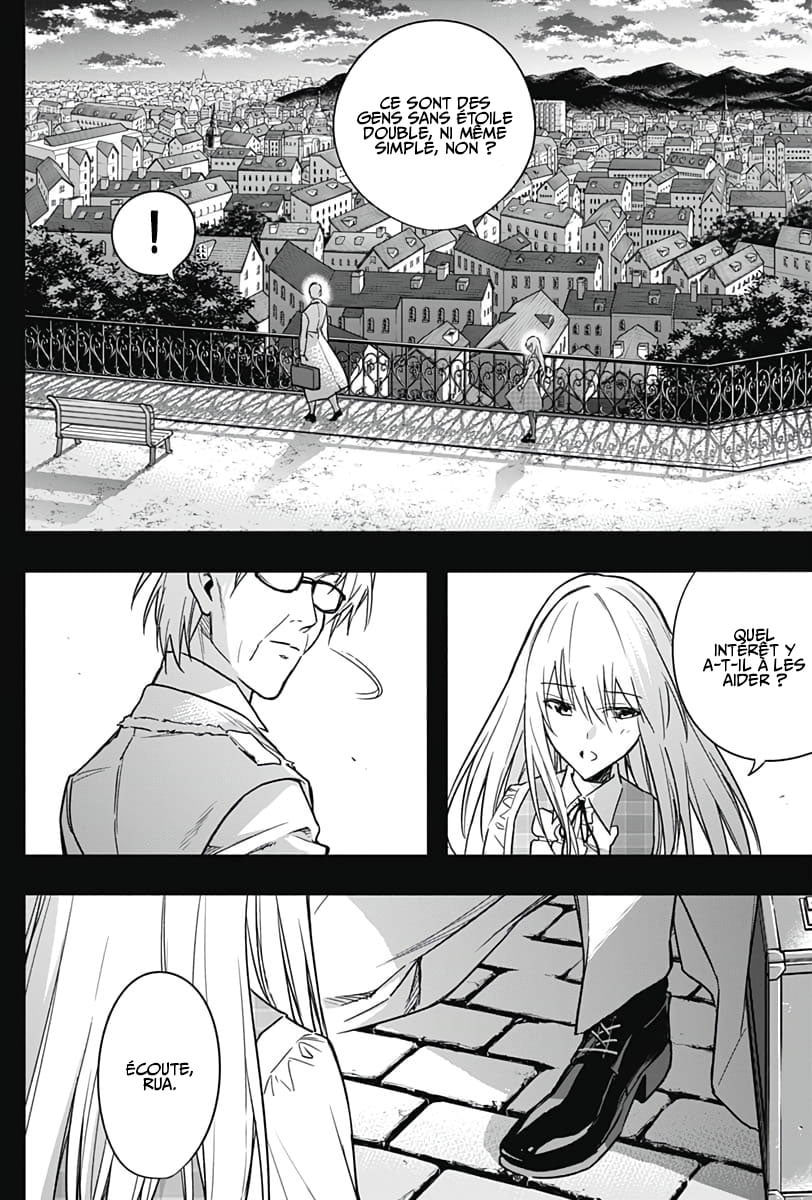 CE SONT DES
GENS SANS ÉTOILE
DOUBLE, NI MÊME
SIMPLE, NON ?
!
QUEL
INTÉRÊT Y
A-T-IL À LES
AIDER ?
ÉCOUTE,
RUA.